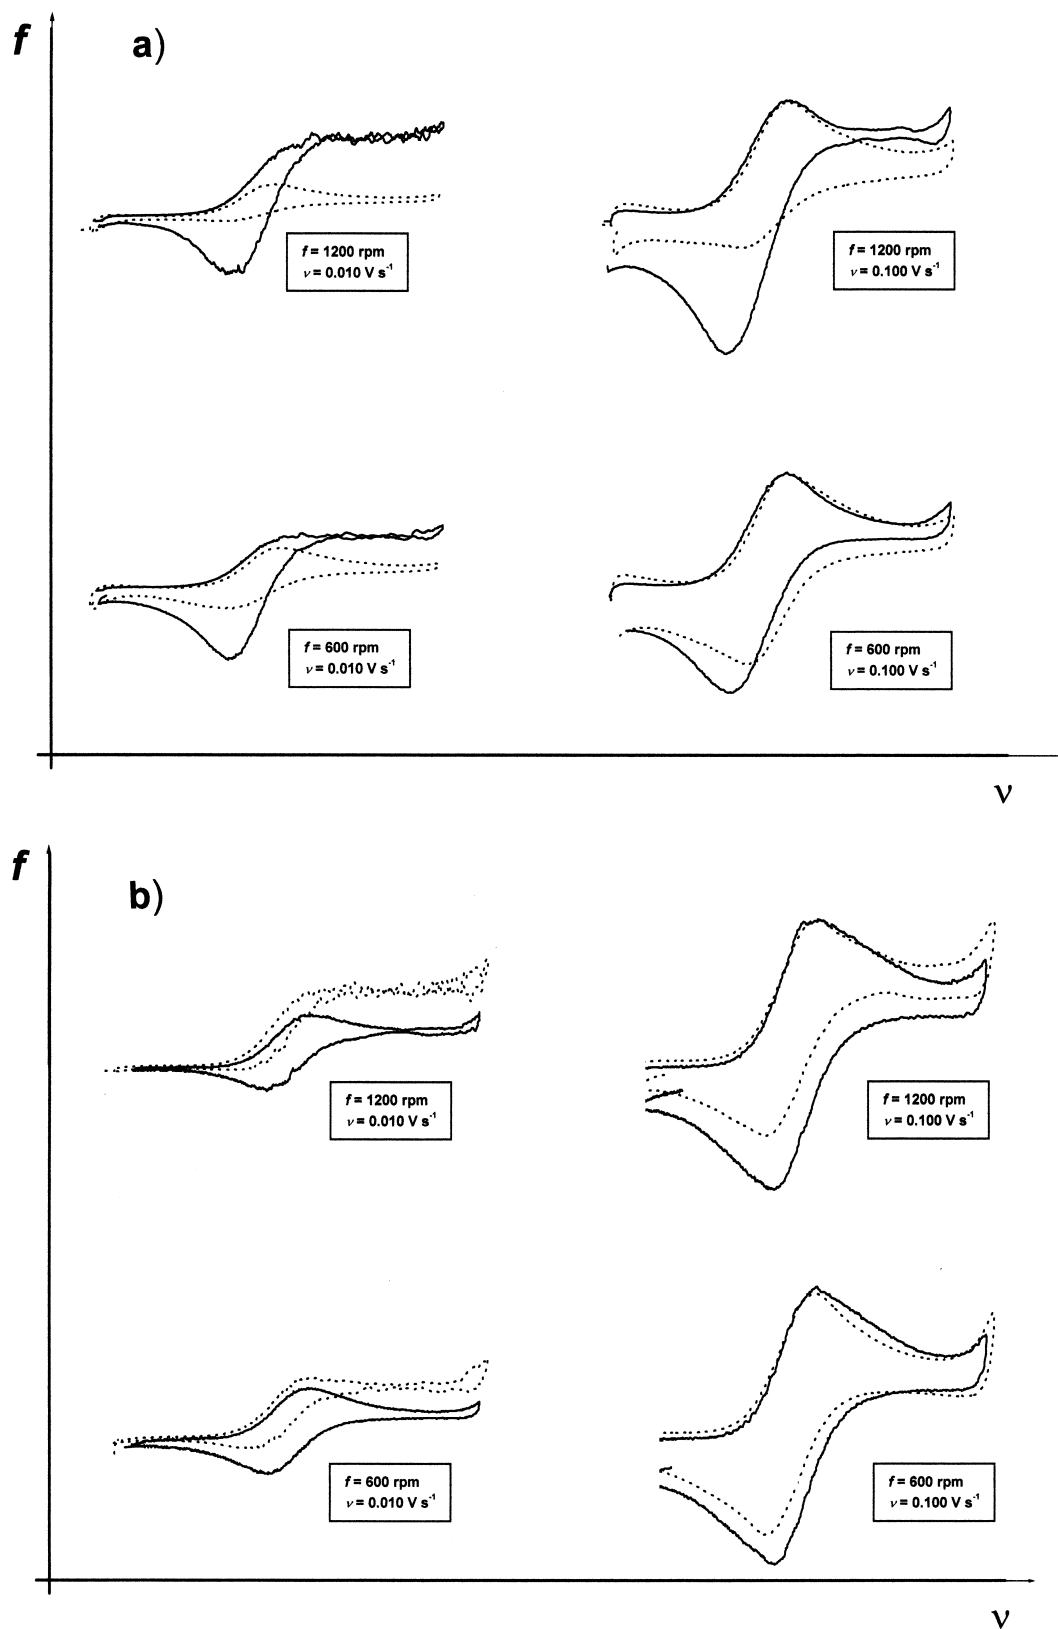 f
a)
f = 1200 rpm
ν = 0.010 V s⁻¹
f = 1200 rpm
ν = 0.100 V s⁻¹
f = 600 rpm
ν = 0.010 V s⁻¹
f = 600 rpm
ν = 0.100 V s⁻¹
ν
f
b)
f = 1200 rpm
ν = 0.010 V s⁻¹
f = 1200 rpm
ν = 0.100 V s⁻¹
f = 600 rpm
ν = 0.010 V s⁻¹
f = 600 rpm
ν = 0.100 V s⁻¹
ν